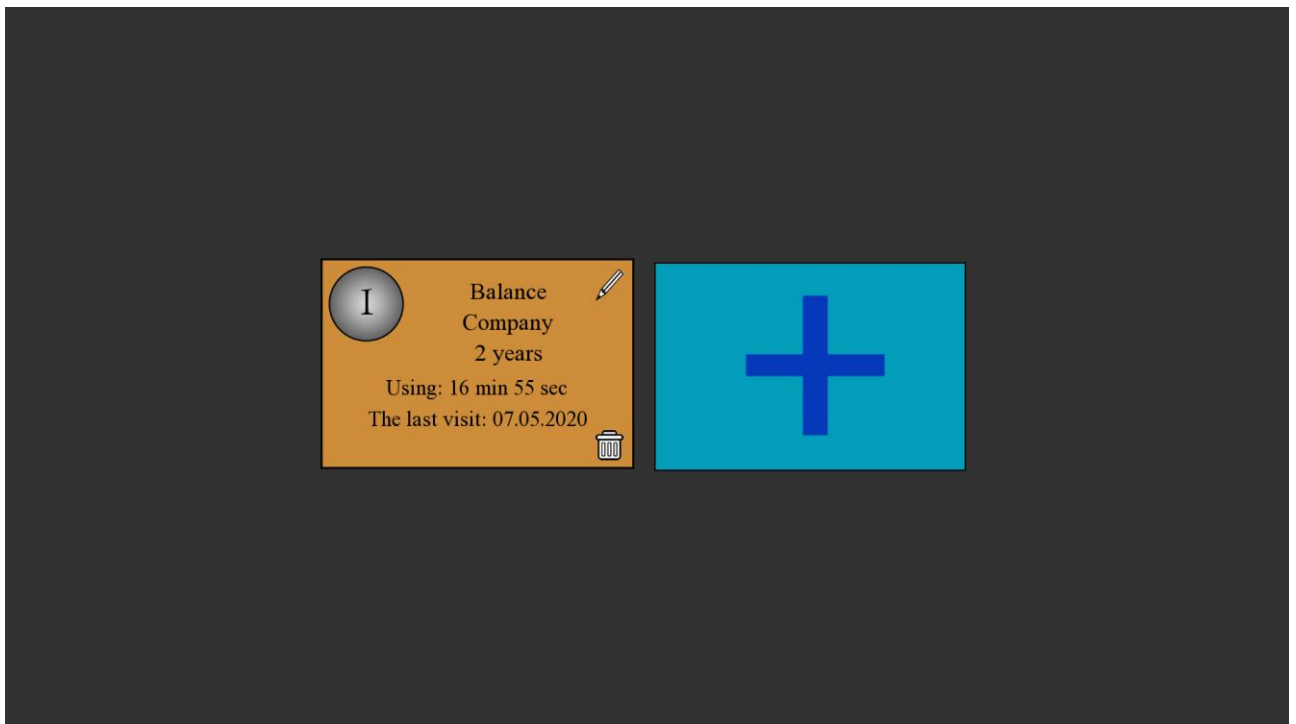 I
Balance
Company
2 years
Using: 16 min 55 sec
The last visit: 07.05.2020